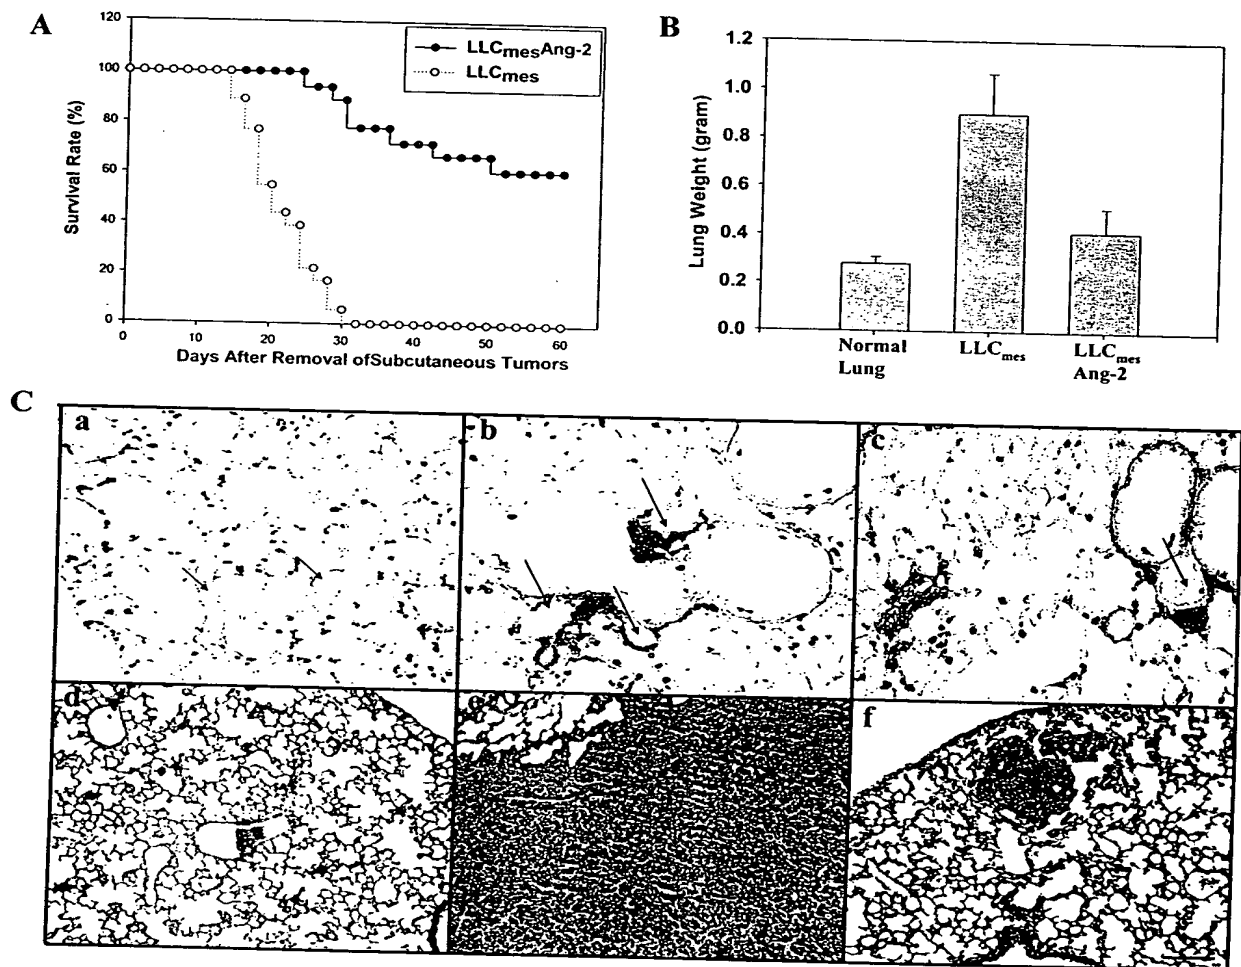 A
120
100
80
60
40
20
0
Survival Rate (%)
LLCmesAng-2
LLCmes
0 10 20 30 40 50 60
Days After Removal ofSubcutaneous Tumors
B
1.2
1.0
0.8
0.6
0.4
0.2
0.0
Lung Weight (gram)
Normal
Lung
LLCmes
LLCmes
Ang-2
C
a
b
c
d
e
f